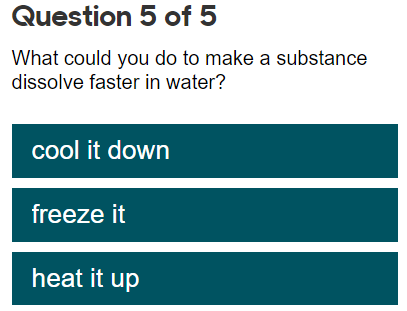 Question 5 of 5
What could you do to make a substance
dissolve faster in water?
cool it down
freeze it
heat it up